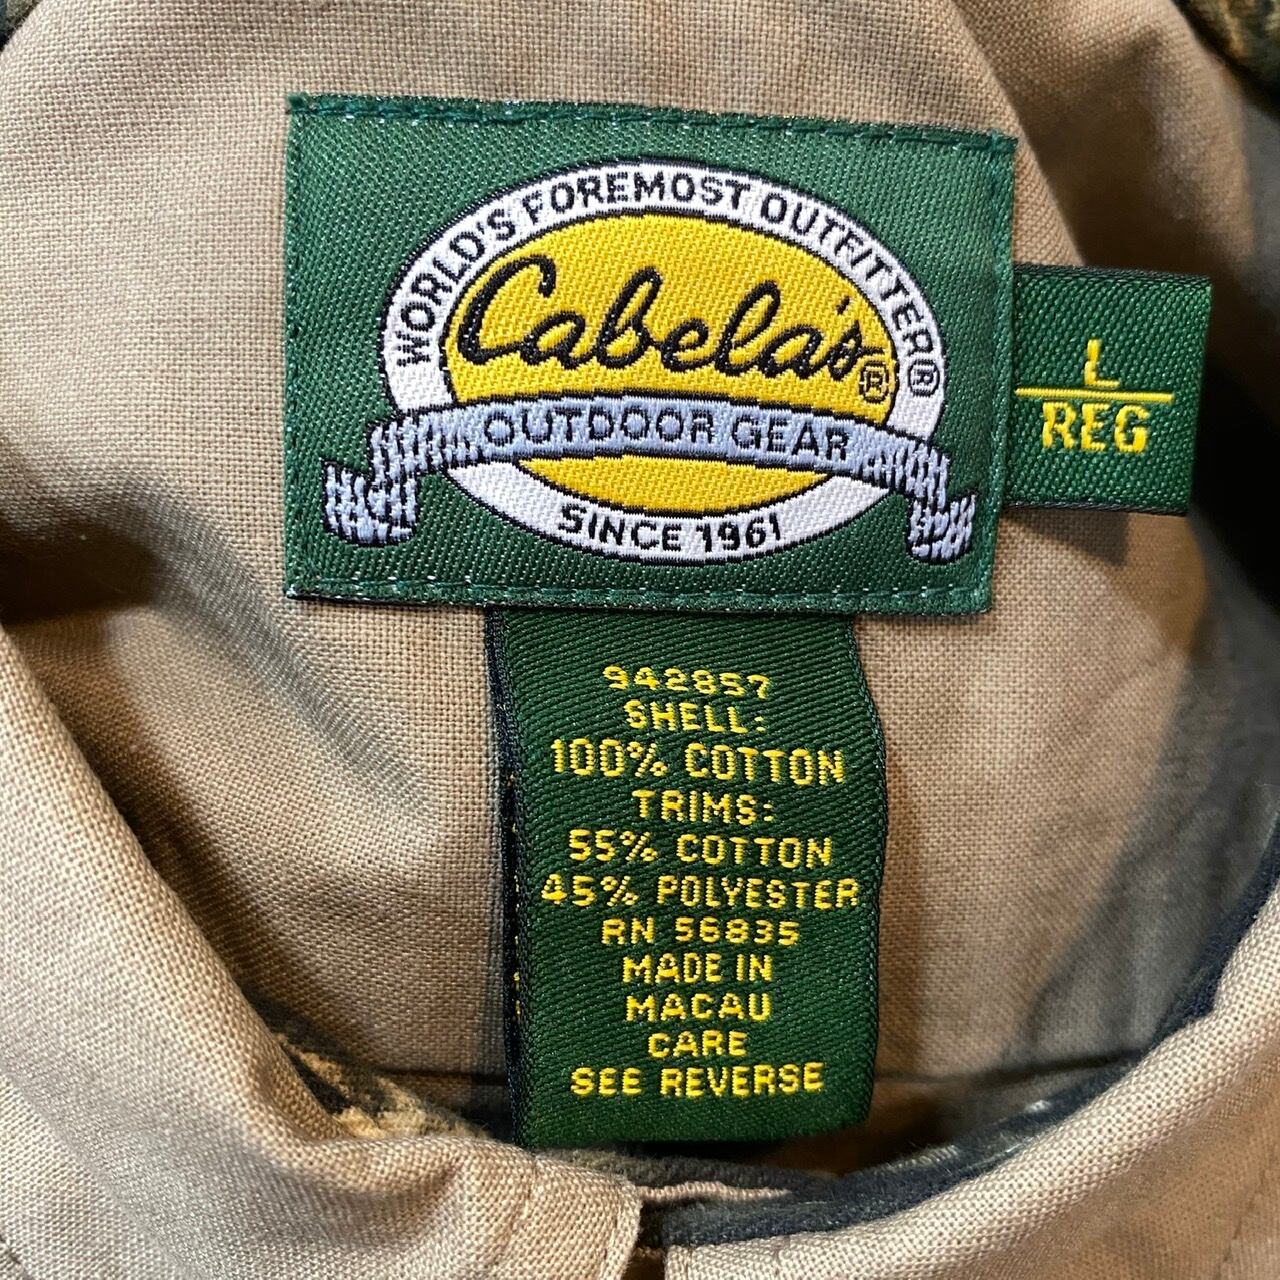 WORLD'S FOREMOST OUTFITTER®
Cabela's®
OUTDOOR GEAR
SINCE 1961
L
REG
942857
SHELL:
100% COTTON
TRIMS:
55% COTTON
45% POLYESTER
RN 56835
MADE IN
MACAU
CARE
SEE REVERSE